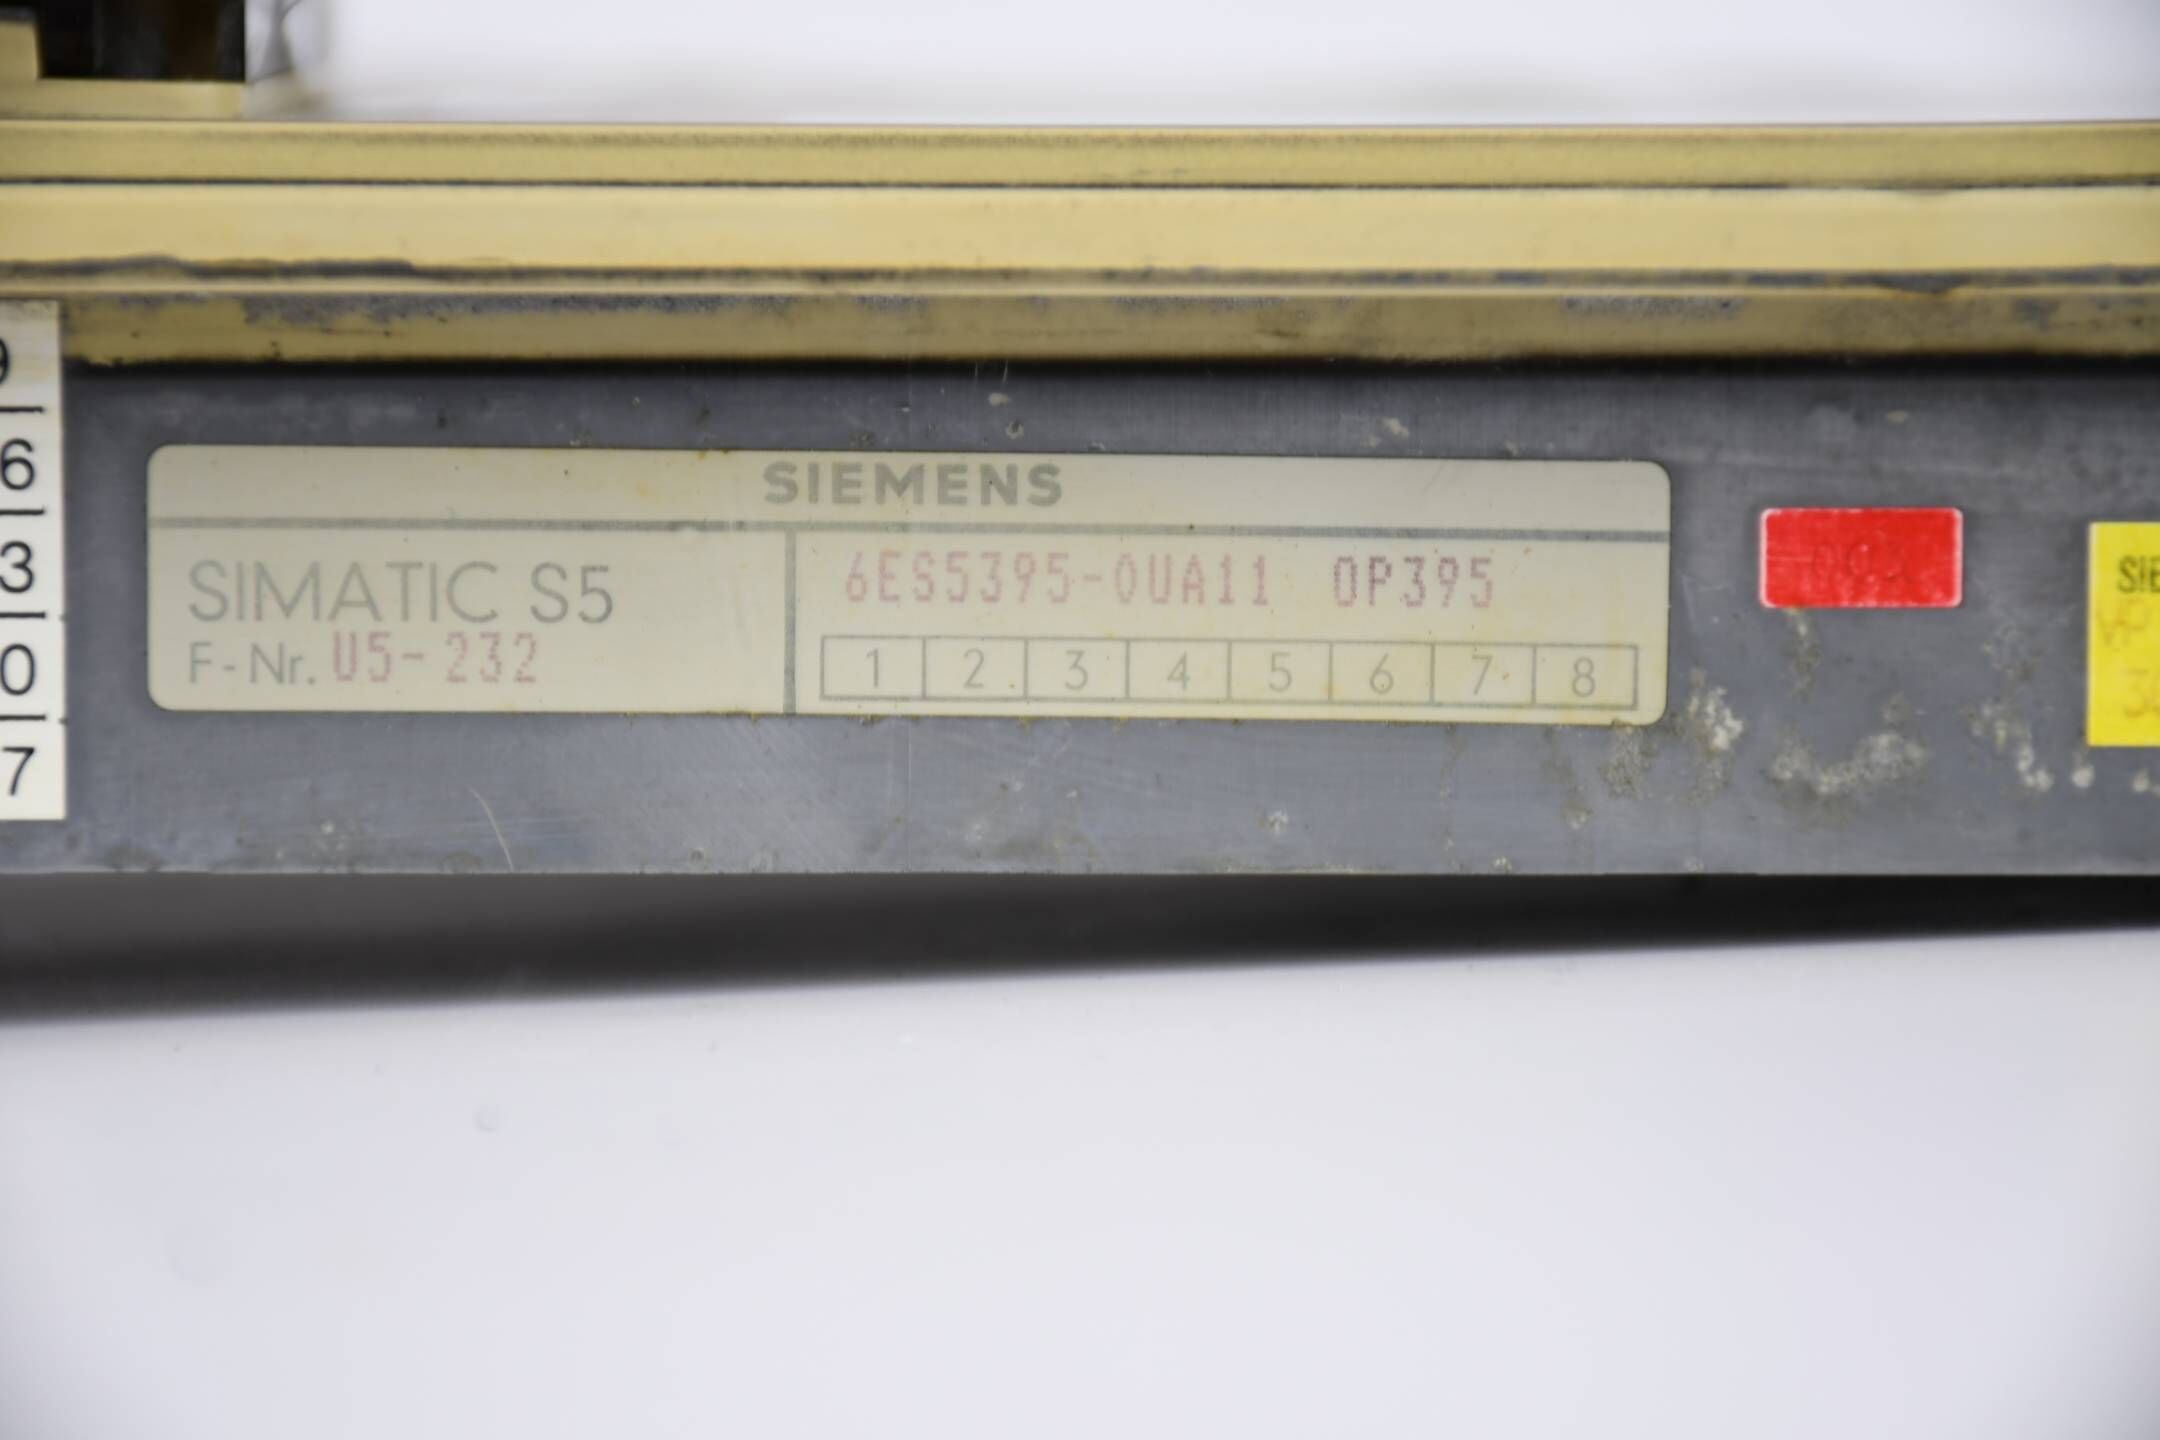 9
6
3
0
7
SIEMENS
SIMATIC S5
F-Nr. U5-232
6ES5395-0UA11 OP395
1 2 3 4 5 6 7 8